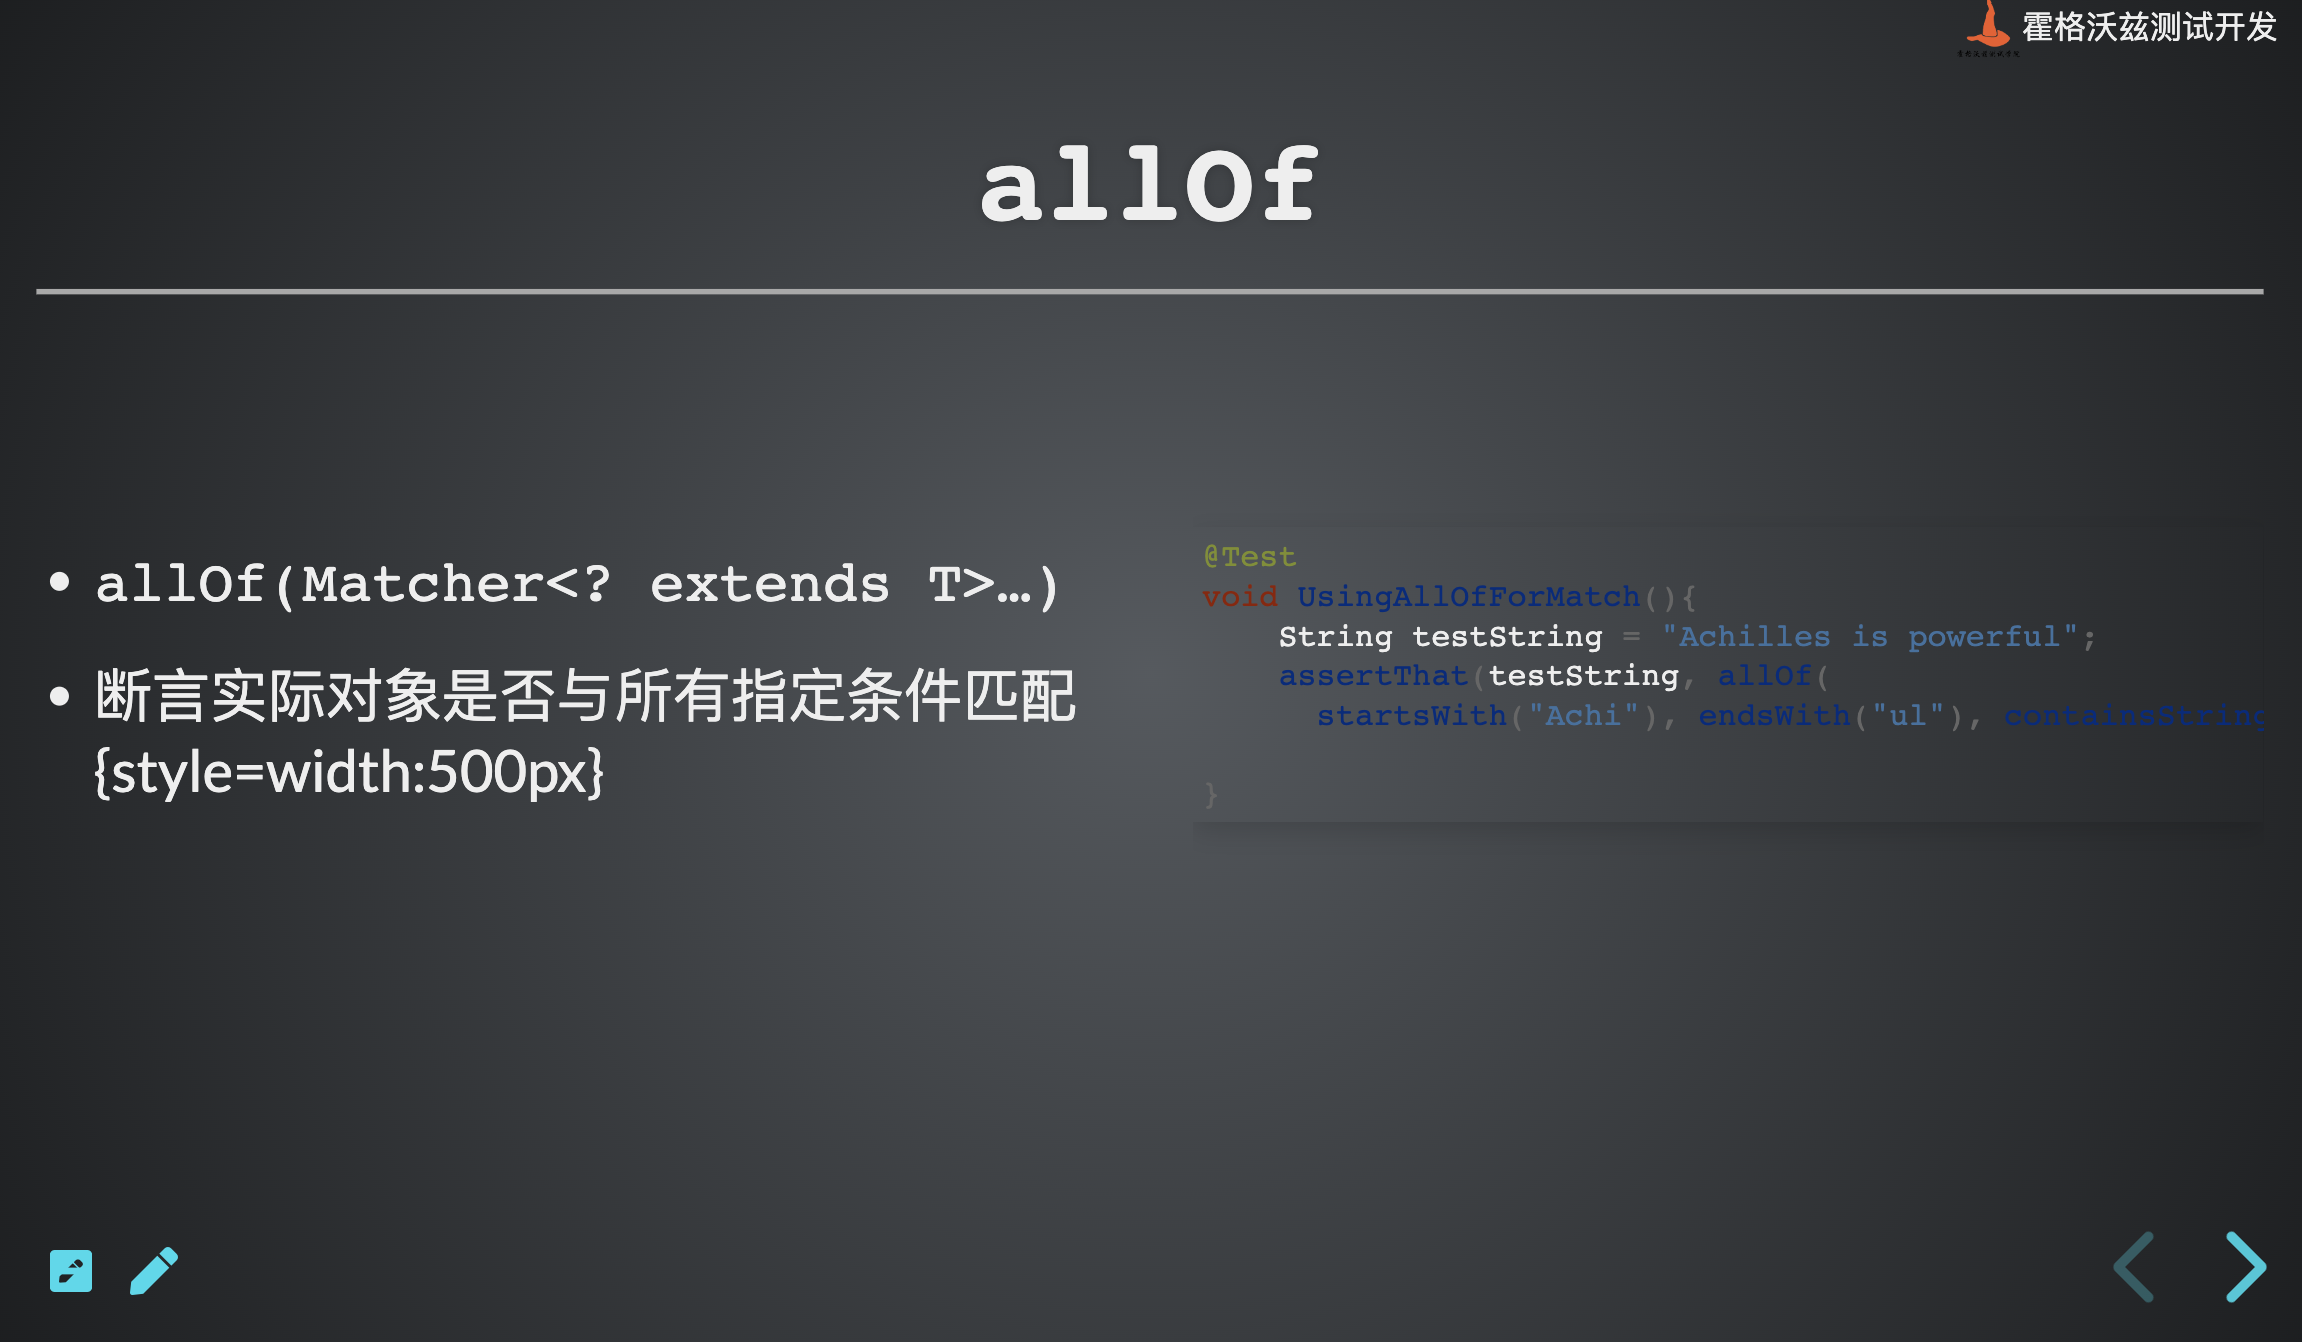 霍格沃兹测试开发
allOf
• allOf(Matcher<? extends T>…)
• 断言实际对象是否与所有指定条件匹配
{style=width:500px}
@Test
void UsingAllOfForMatch(){
    String testString = "Achilles is powerful";
    assertThat(testString, allOf(
      startsWith("Achi"), endsWith("ul"), containsString
}